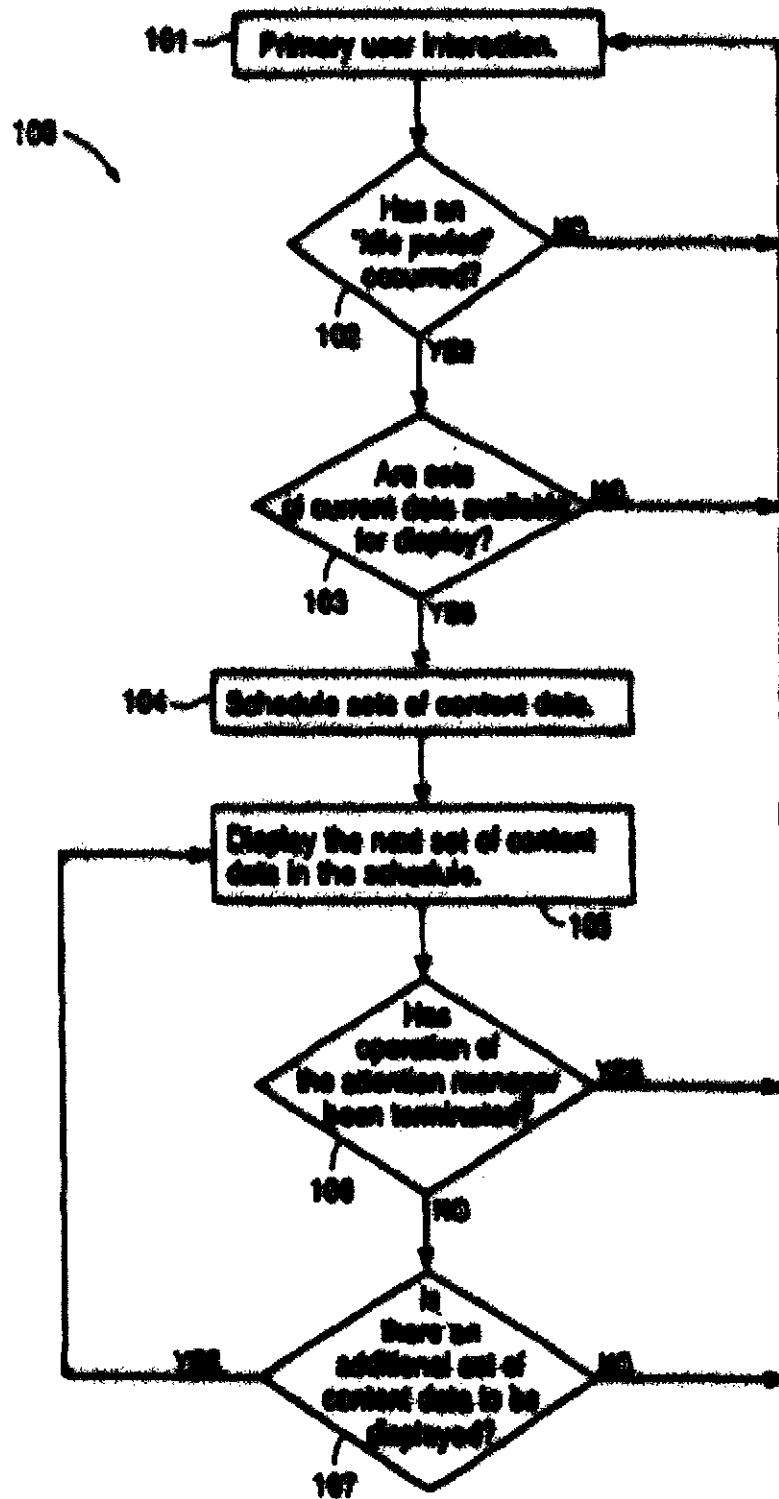 101
Primary user interaction.
100
Has an
"idle period"
occurred?
NO
102
YES
Are sets
of current data available
for display?
NO
103
YES
104
Schedule sets of content data.
Display the next set of content
data in the schedule.
105
Has
operation of
the attention manager
been terminated?
YES
106
NO
Is
there an
additional set of
content data to be
displayed?
YES
NO
107